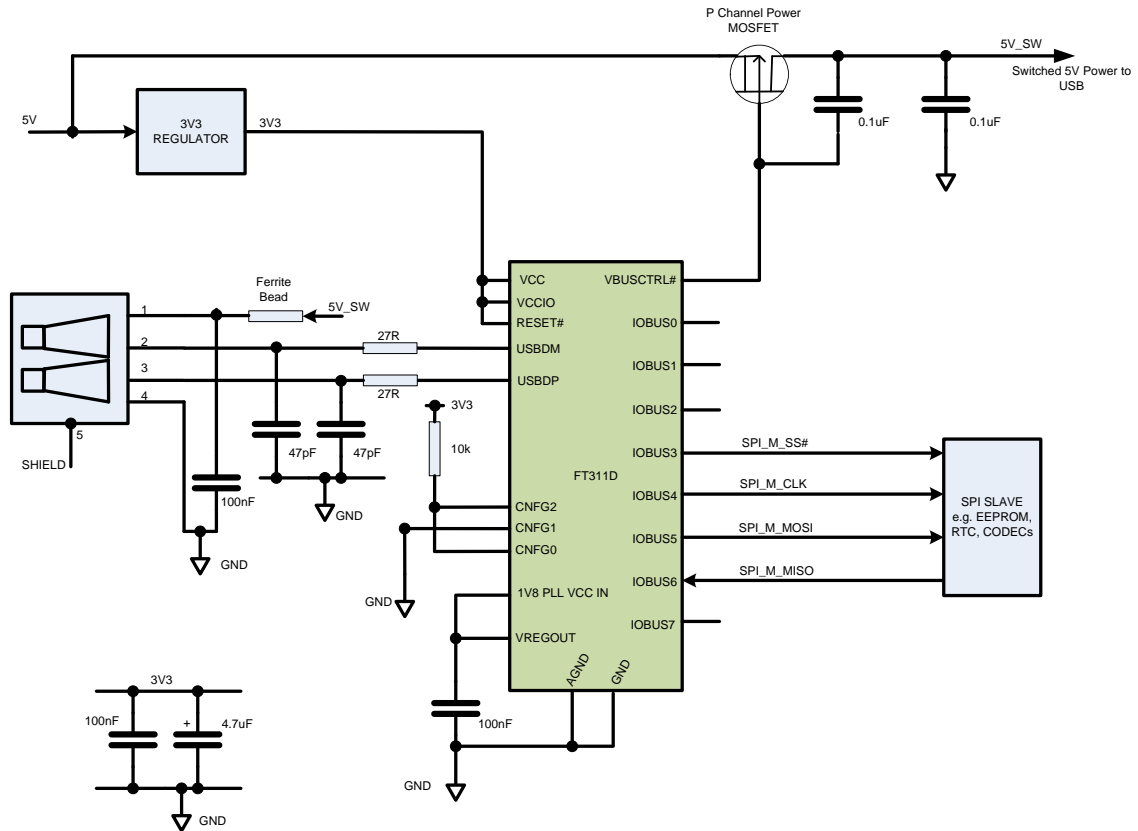 P Channel Power
MOSFET
5V_SW
Switched 5V Power to
USB
5V
3V3
REGULATOR
3V3
0.1uF
0.1uF
Ferrite
Bead
5V_SW
1
2
3
4
5
SHIELD
27R
27R
47pF
47pF
100nF
GND
GND
3V3
10k
GND
VCC
VCCIO
RESET#
USBDM
USBDP
CNFG2
CNFG1
CNFG0
1V8 PLL VCC IN
VREGOUT
FT311D
AGND
GND
VBUSCTRL#
IOBUS0
IOBUS1
IOBUS2
IOBUS3
IOBUS4
IOBUS5
IOBUS6
IOBUS7
SPI_M_SS#
SPI_M_CLK
SPI_M_MOSI
SPI_M_MISO
SPI SLAVE
e.g. EEPROM,
RTC, CODECs
100nF
GND
3V3
100nF
+
4.7uF
GND